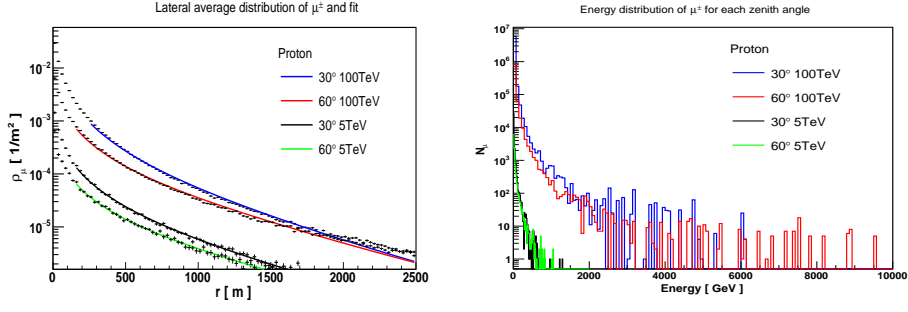 Lateral average distribution of μ± and fit
ρμ [ 1/m² ]
10⁻²
10⁻³
10⁻⁴
10⁻⁵
Proton
30° 100TeV
60° 100TeV
30° 5TeV
60° 5TeV
0 500 1000 1500 2000 2500
r [ m ]
Energy distribution of μ± for each zenith angle
Nμ
10⁷
10⁶
10⁵
10⁴
10³
10²
10
1
Proton
30° 100TeV
60° 100TeV
30° 5TeV
60° 5TeV
0 2000 4000 6000 8000 10000
Energy [ GeV ]